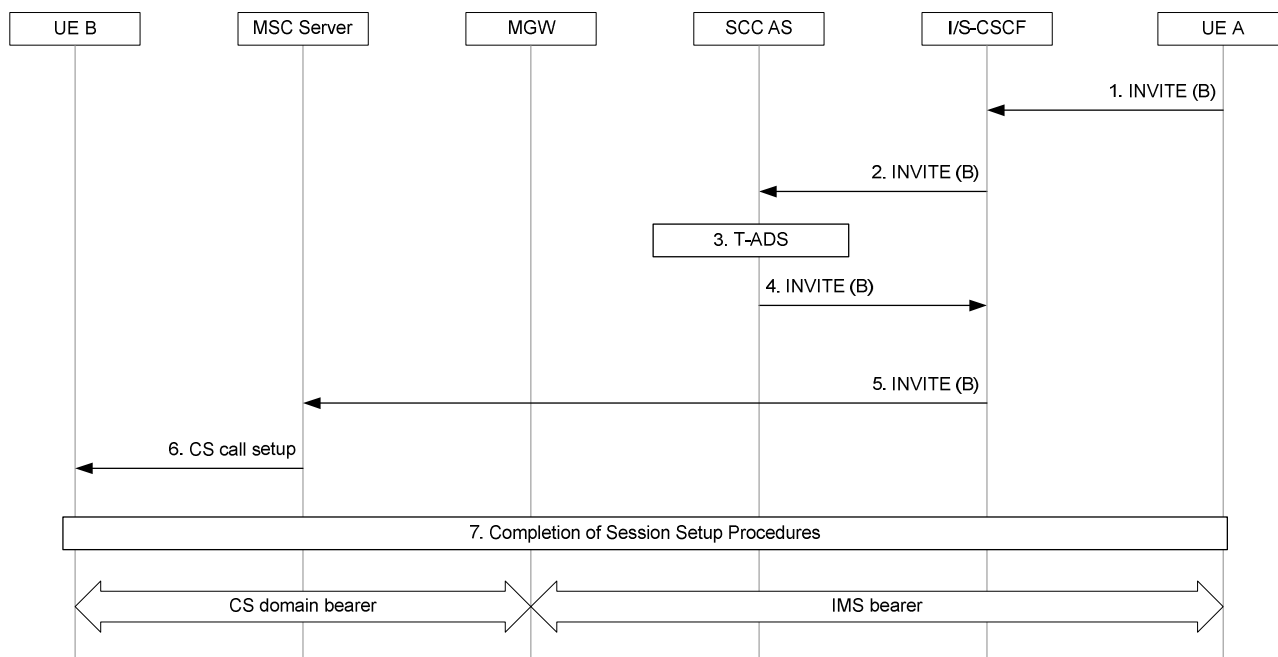 UE B
MSC Server
MGW
SCC AS
I/S-CSCF
UE A
1. INVITE (B)
2. INVITE (B)
3. T-ADS
4. INVITE (B)
5. INVITE (B)
6. CS call setup
7. Completion of Session Setup Procedures
CS domain bearer
IMS bearer